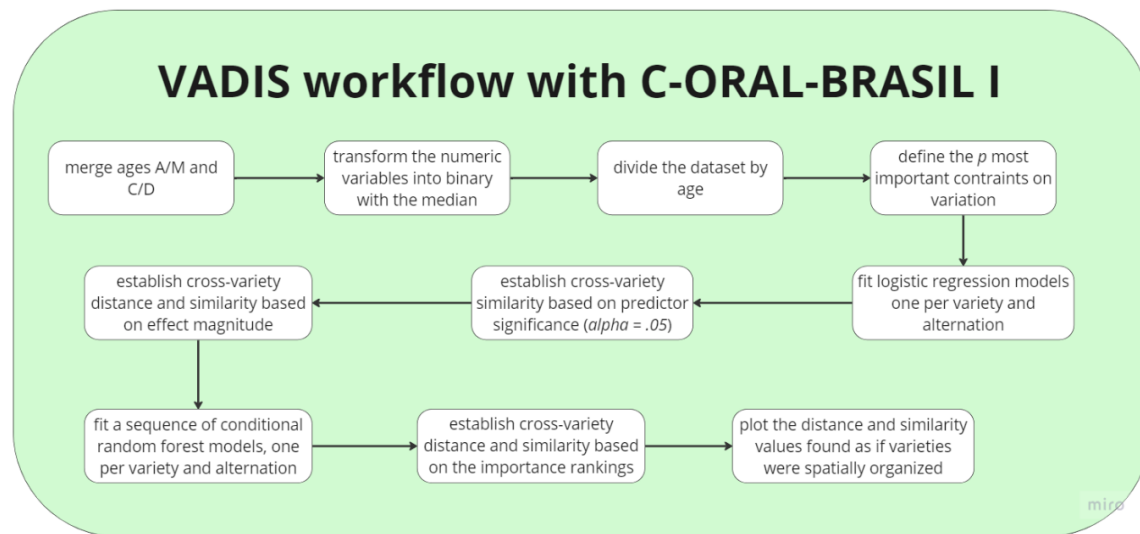 VADIS workflow with C-ORAL-BRASIL I
merge ages A/M and
C/D
transform the numeric
variables into binary
with the median
divide the dataset by
age
define the p most
important contraints on
variation
fit logistic regression models
one per variety and
alternation
establish cross-variety
similarity based on predictor
significance (alpha = .05)
establish cross-variety
distance and similarity based
on effect magnitude
fit a sequence of conditional
random forest models, one
per variety and alternation
establish cross-variety
distance and similarity based
on the importance rankings
plot the distance and similarity
values found as if varieties
were spatially organized
miro